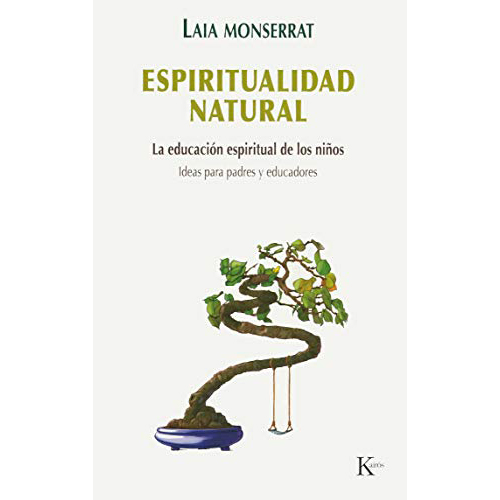 LAIA MONSERRAT
ESPIRITUALIDAD
NATURAL
La educación espiritual de los niños
Ideas para padres y educadores
Kairós